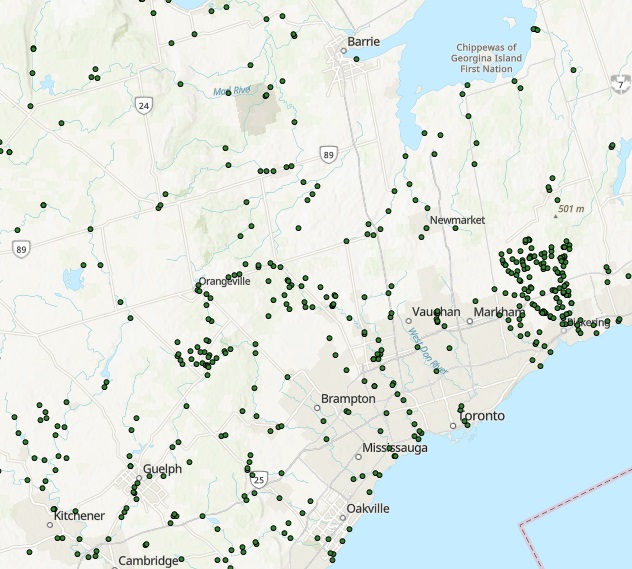 Barrie
Chippewas of
Georgina Island
First Nation
7
Mad River
24
89
501 m
Newmarket
89
Orangeville
Vaughan
Markham
Pickering
West Don River
Brampton
Toronto
Mississauga
Guelph
25
Oakville
Kitchener
Cambridge